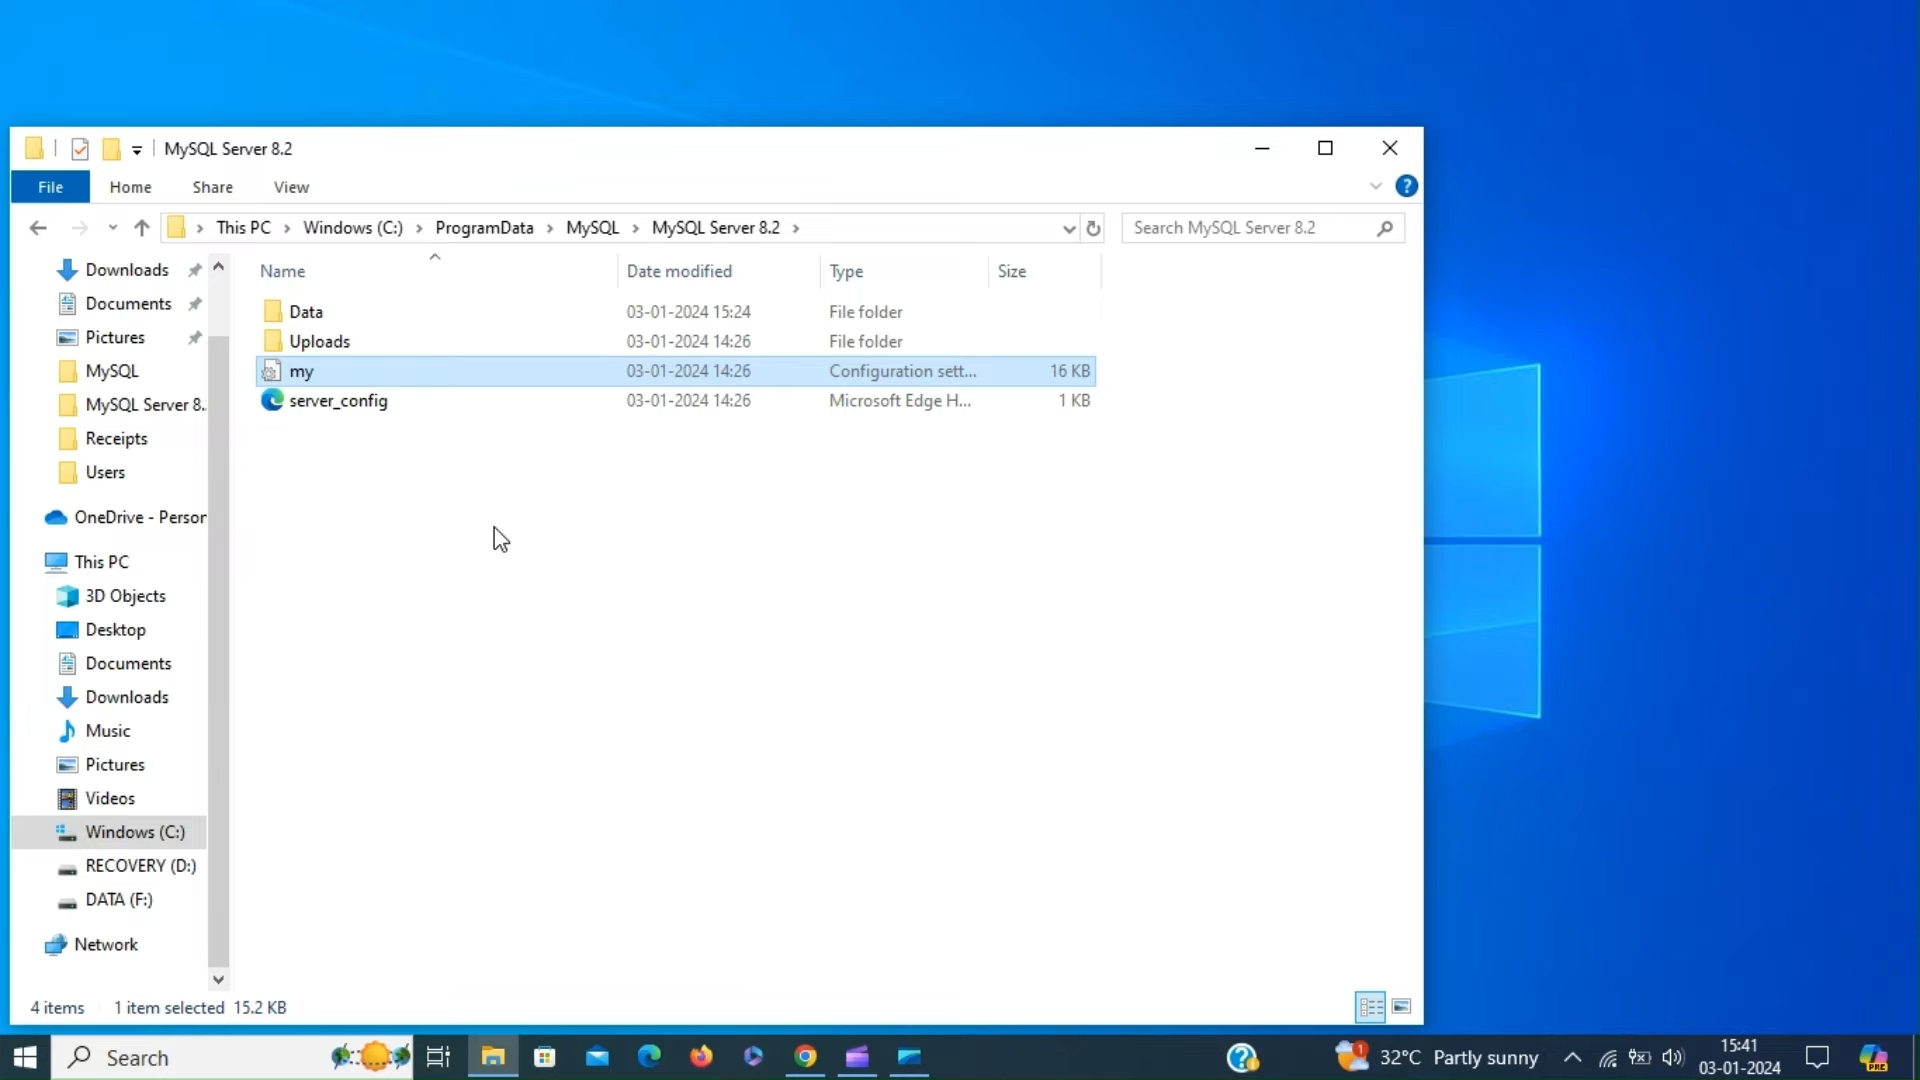 MySQL Server 8.2
File Home Share View
This PC Windows (C:) ProgramData MySQL MySQL Server 8.2
Search MySQL Server 8.2
Downloads
Documents
Pictures
MySQL
MySQL Server 8..
Receipts
Users
OneDrive - Person
This PC
3D Objects
Desktop
Documents
Downloads
Music
Pictures
Videos
Windows (C:)
RECOVERY (D:)
DATA (F:)
Network
Name Date modified Type Size
Data 03-01-2024 15:24 File folder
Uploads 03-01-2024 14:26 File folder
my 03-01-2024 14:26 Configuration sett... 16 KB
server_config 03-01-2024 14:26 Microsoft Edge H... 1 KB
4 items 1 item selected 15.2 KB
Search
1
32°C Partly sunny
15:41
03-01-2024
PRE